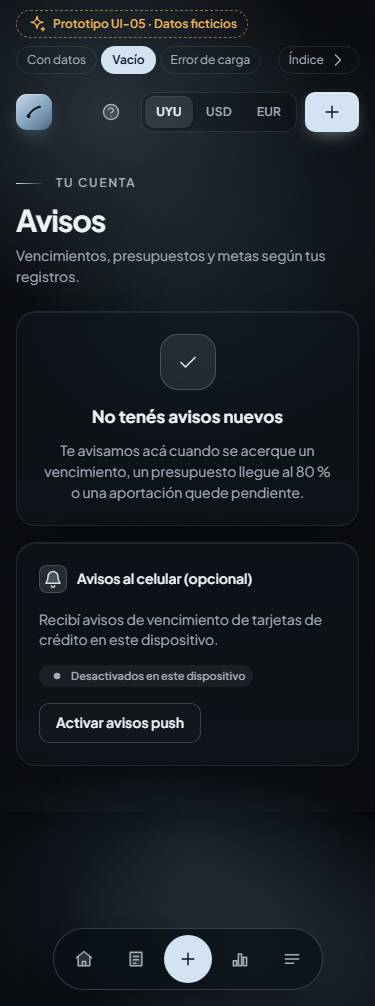 Prototipo UI-05 · Datos ficticios
Con datos
Vacío
Error de carga
Índice
UYU
USD
EUR
TU CUENTA
Avisos
Vencimientos, presupuestos y metas según tus
registros.
No tenés avisos nuevos
Te avisamos acá cuando se acerque un
vencimiento, un presupuesto llegue al 80 %
o una aportación quede pendiente.
Avisos al celular (opcional)
Recibí avisos de vencimiento de tarjetas de
crédito en este dispositivo.
Desactivados en este dispositivo
Activar avisos push